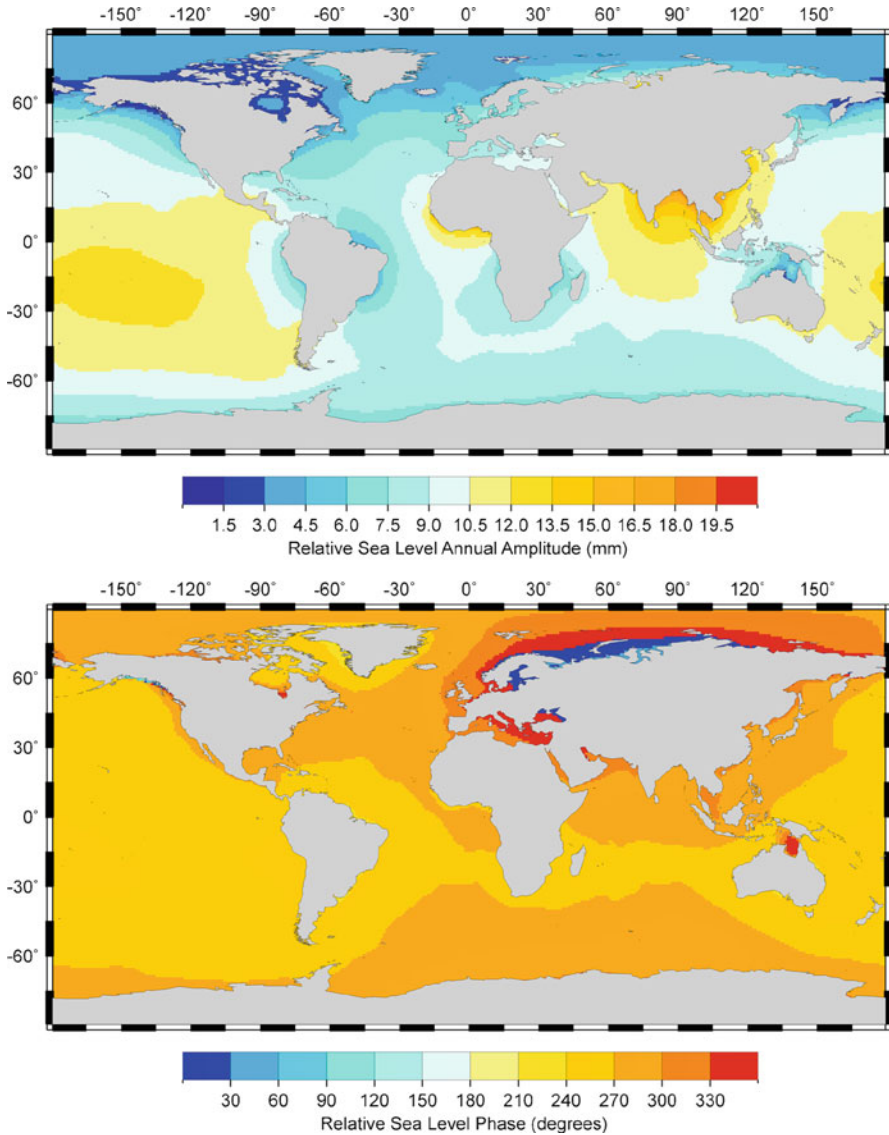 -150° -120° -90° -60° -30° 0° 30° 60° 90° 120° 150°
60°
30°
0°
-30°
-60°
1.5 3.0 4.5 6.0 7.5 9.0 10.5 12.0 13.5 15.0 16.5 18.0 19.5
Relative Sea Level Annual Amplitude (mm)
-150° -120° -90° -60° -30° 0° 30° 60° 90° 120° 150°
60°
30°
0°
-30°
-60°
30 60 90 120 150 180 210 240 270 300 330
Relative Sea Level Phase (degrees)